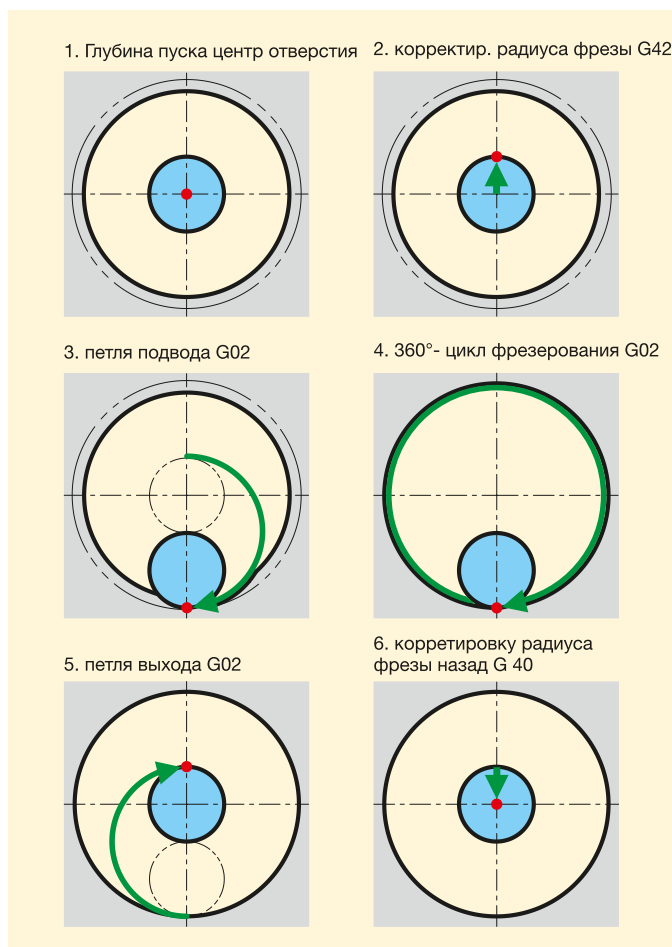 1. Глубина пуска центр отверстия
2. корректир. радиуса фрезы G42
3. петля подвода G02
4. 360°- цикл фрезерования G02
5. петля выхода G02
6. корретировку радиуса
фрезы назад G 40